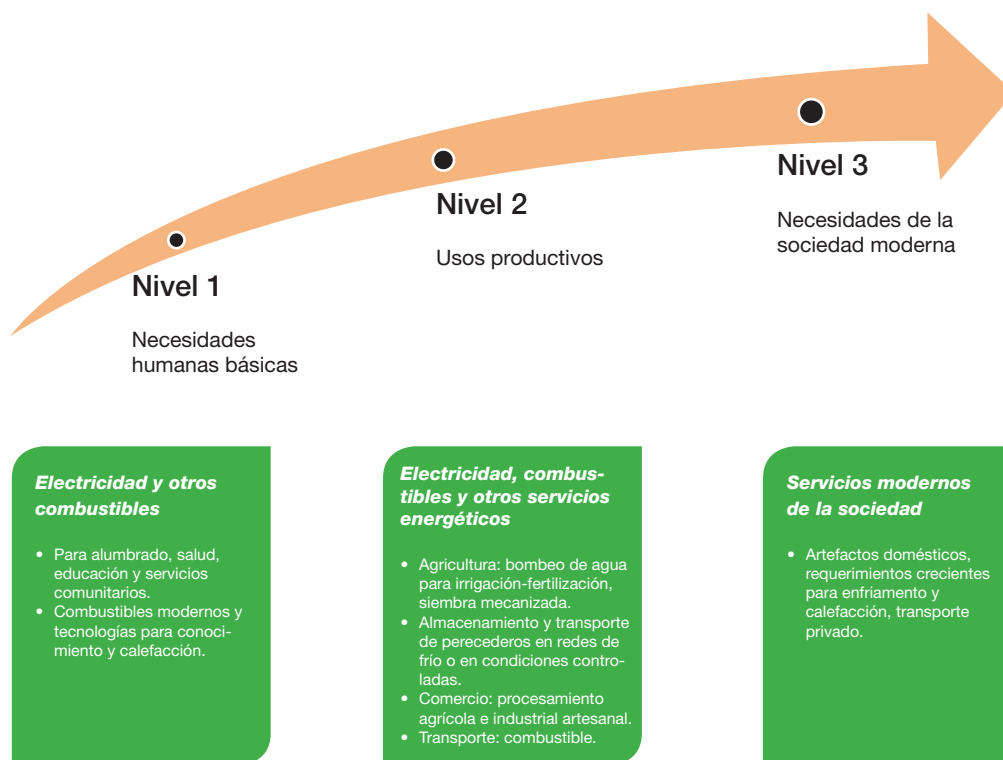 Nivel 1
Necesidades
humanas básicas
Nivel 2
Usos productivos
Nivel 3
Necesidades de la
sociedad moderna
Electricidad y otros
combustibles
• Para alumbrado, salud,
educación y servicios
comunitarios.
• Combustibles modernos y
tecnologías para conoci-
miento y calefacción.
Electricidad, combus-
tibles y otros servicios
energéticos
• Agricultura: bombeo de agua
para irrigación-fertilización,
siembra mecanizada.
• Almacenamiento y transporte
de perecederos en redes de
frío o en condiciones contro-
ladas.
• Comercio: procesamiento
agrícola e industrial artesanal.
• Transporte: combustible.
Servicios modernos
de la sociedad
• Artefactos domésticos,
requerimientos crecientes
para enfriamiento y
calefacción, transporte
privado.